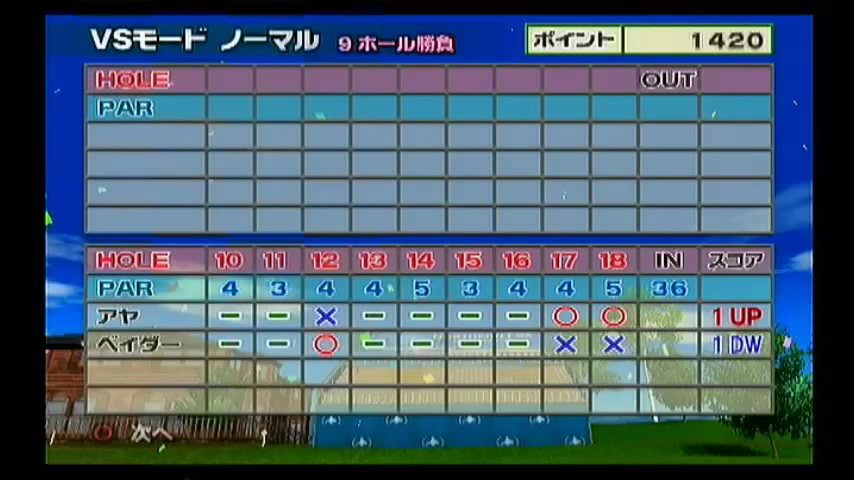 VSモード ノーマル 9ホール勝負 ポイント 1420
HOLE OUT
PAR
HOLE 10 11 12 13 14 15 16 17 18 IN スコア
PAR 4 3 4 4 5 3 4 4 5 36
アヤ － － × － － － － ○ ○ 1 UP
ベイダー － － ○ － － － － × × 1 DW
○ 次へ